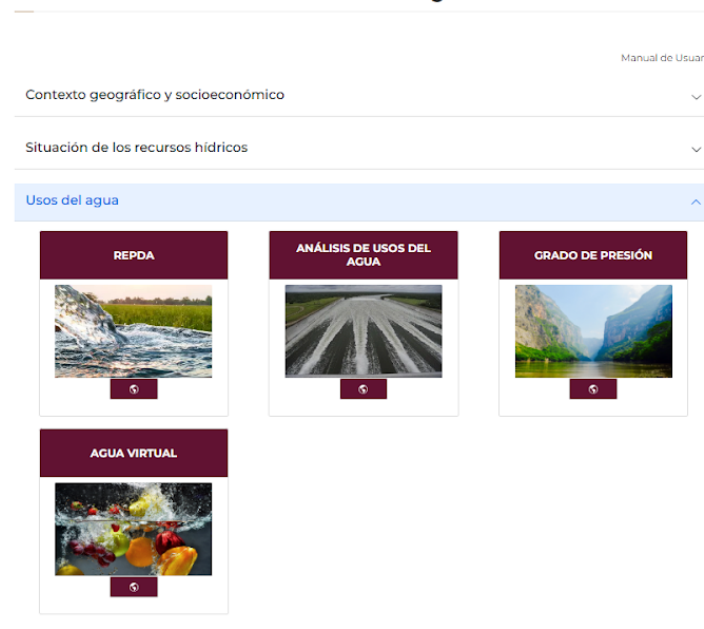 Manual de Usuar
Contexto geográfico y socioeconómico
Situación de los recursos hídricos
Usos del agua
REPDA
ANÁLISIS DE USOS DEL
AGUA
GRADO DE PRESIÓN
AGUA VIRTUAL